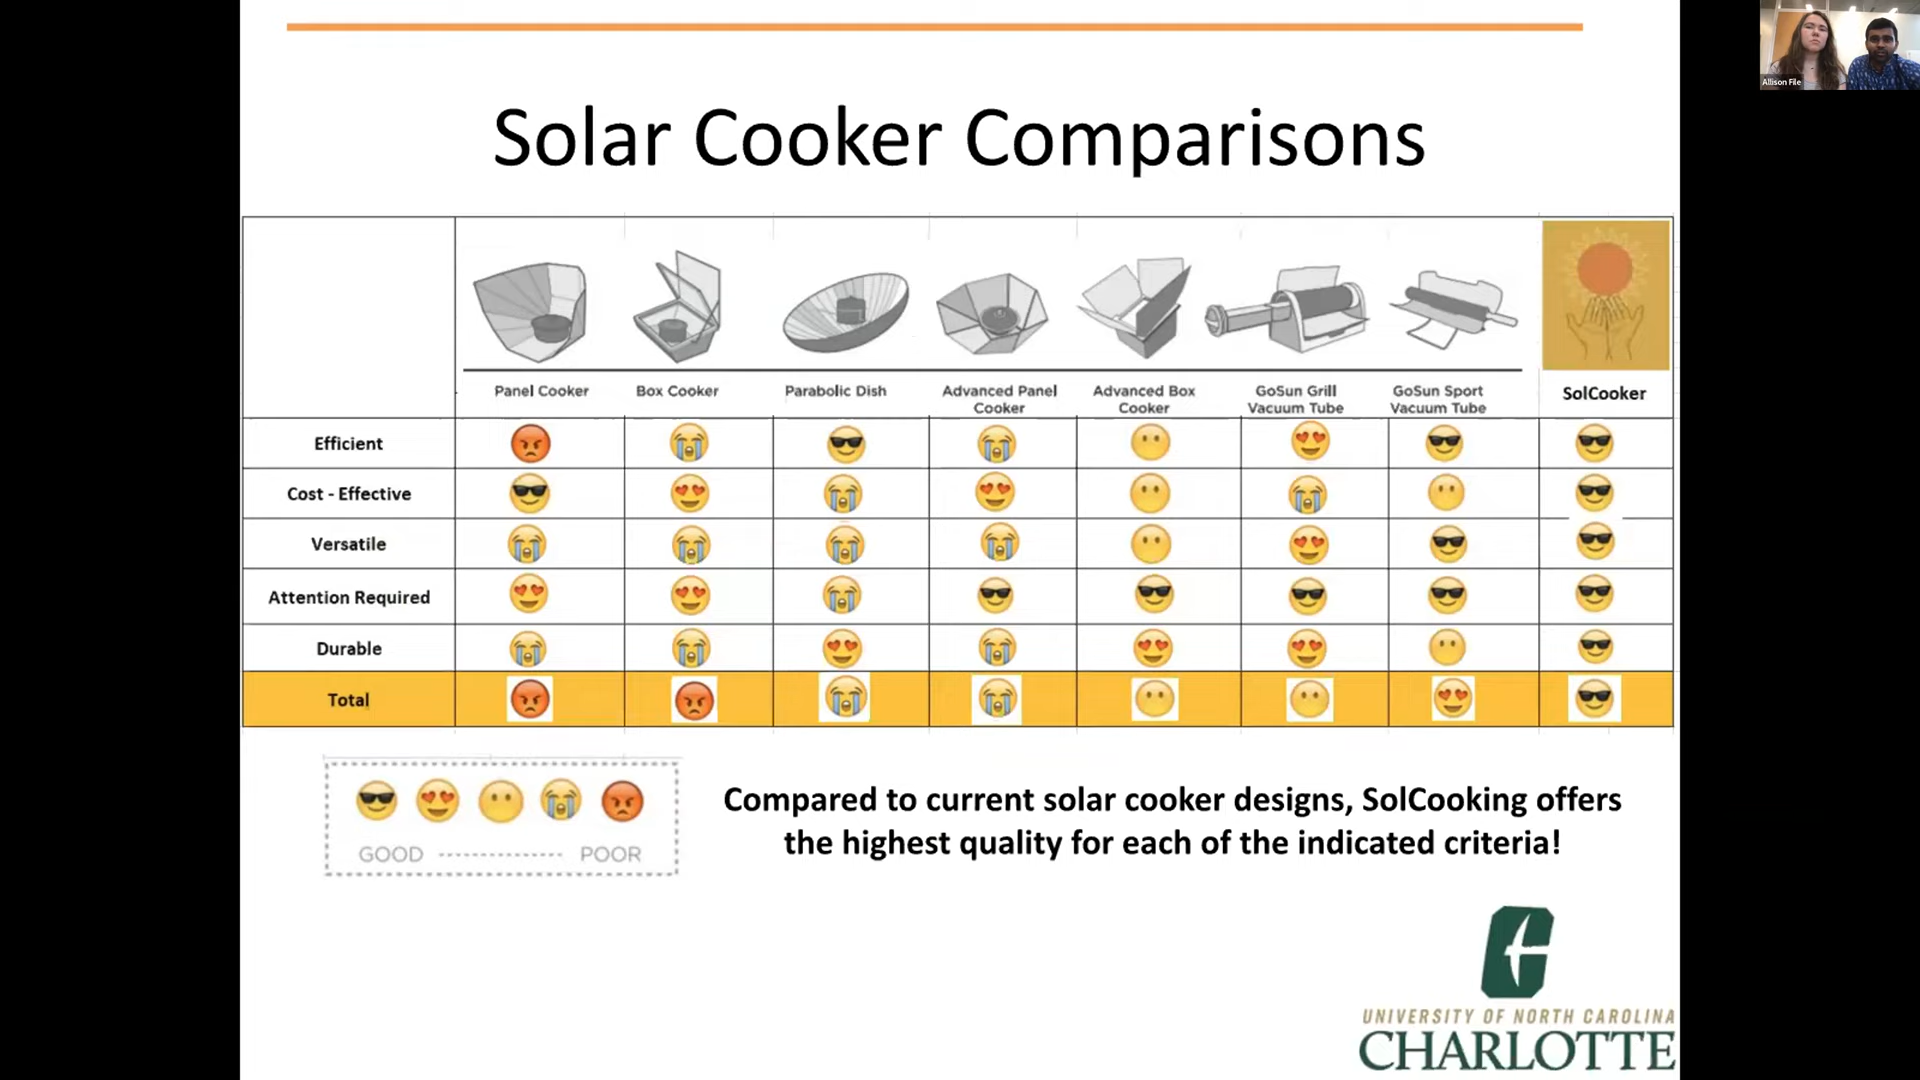 Allison File
Solar Cooker Comparisons
Panel Cooker
Box Cooker
Parabolic Dish
Advanced Panel
Cooker
Advanced Box
Cooker
GoSun Grill
Vacuum Tube
GoSun Sport
Vacuum Tube
SolCooker
Efficient
Cost - Effective
Versatile
Attention Required
Durable
Total
GOOD
POOR
Compared to current solar cooker designs, SolCooking offers
the highest quality for each of the indicated criteria!
UNIVERSITY OF NORTH CAROLINA
CHARLOTTE